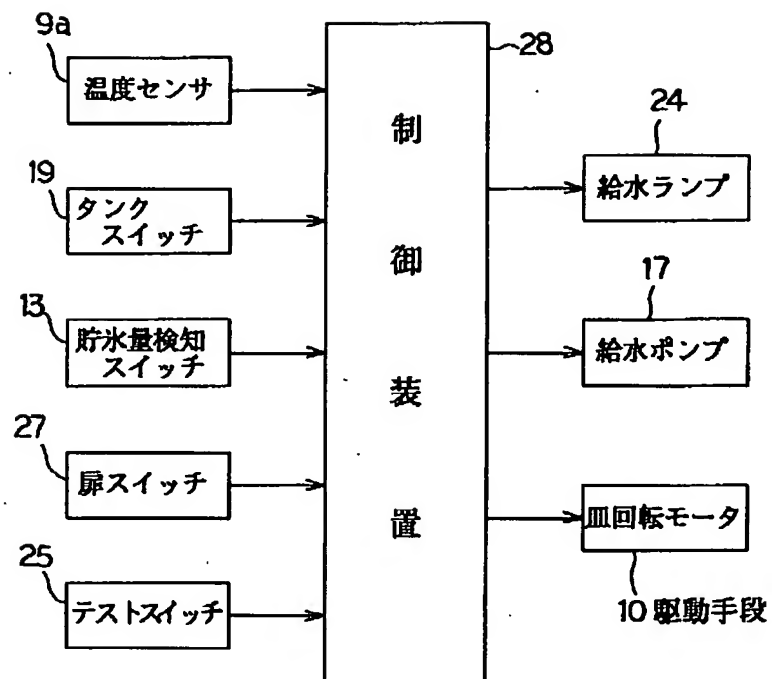 9a
温度センサ
19
タンク
スイッチ
13
貯氷量検知
スイッチ
27
扉スイッチ
25
テストスイッチ
28
制
御
装
置
24
給水ランプ
17
給水ポンプ
皿回転モータ
10 駆動手段